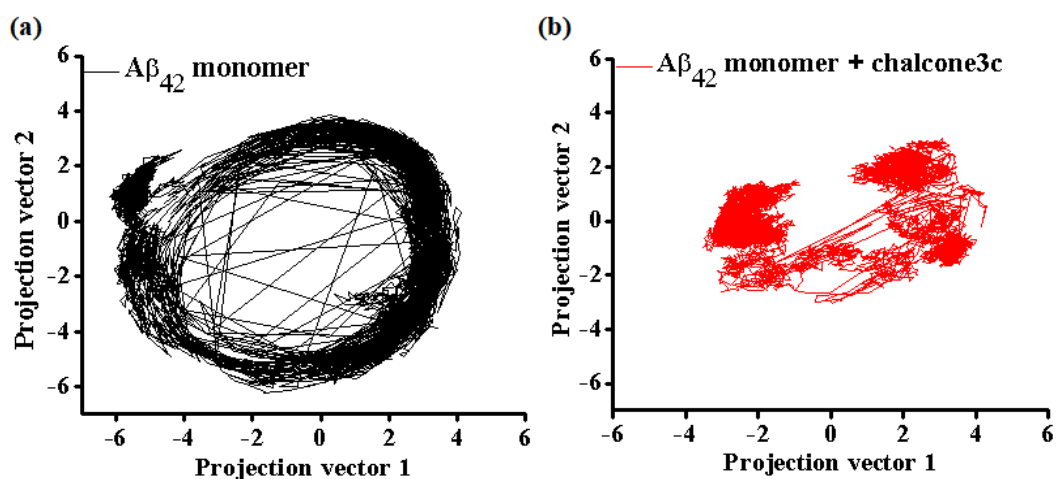 (a)
Aβ₄₂ monomer
6
4
2
0
-2
-4
-6
Projection vector 2
-6 -4 -2 0 2 4 6
Projection vector 1
(b)
Aβ₄₂ monomer + chalcone3c
6
4
2
0
-2
-4
-6
Projection vector 2
-6 -4 -2 0 2 4 6
Projection vector 1